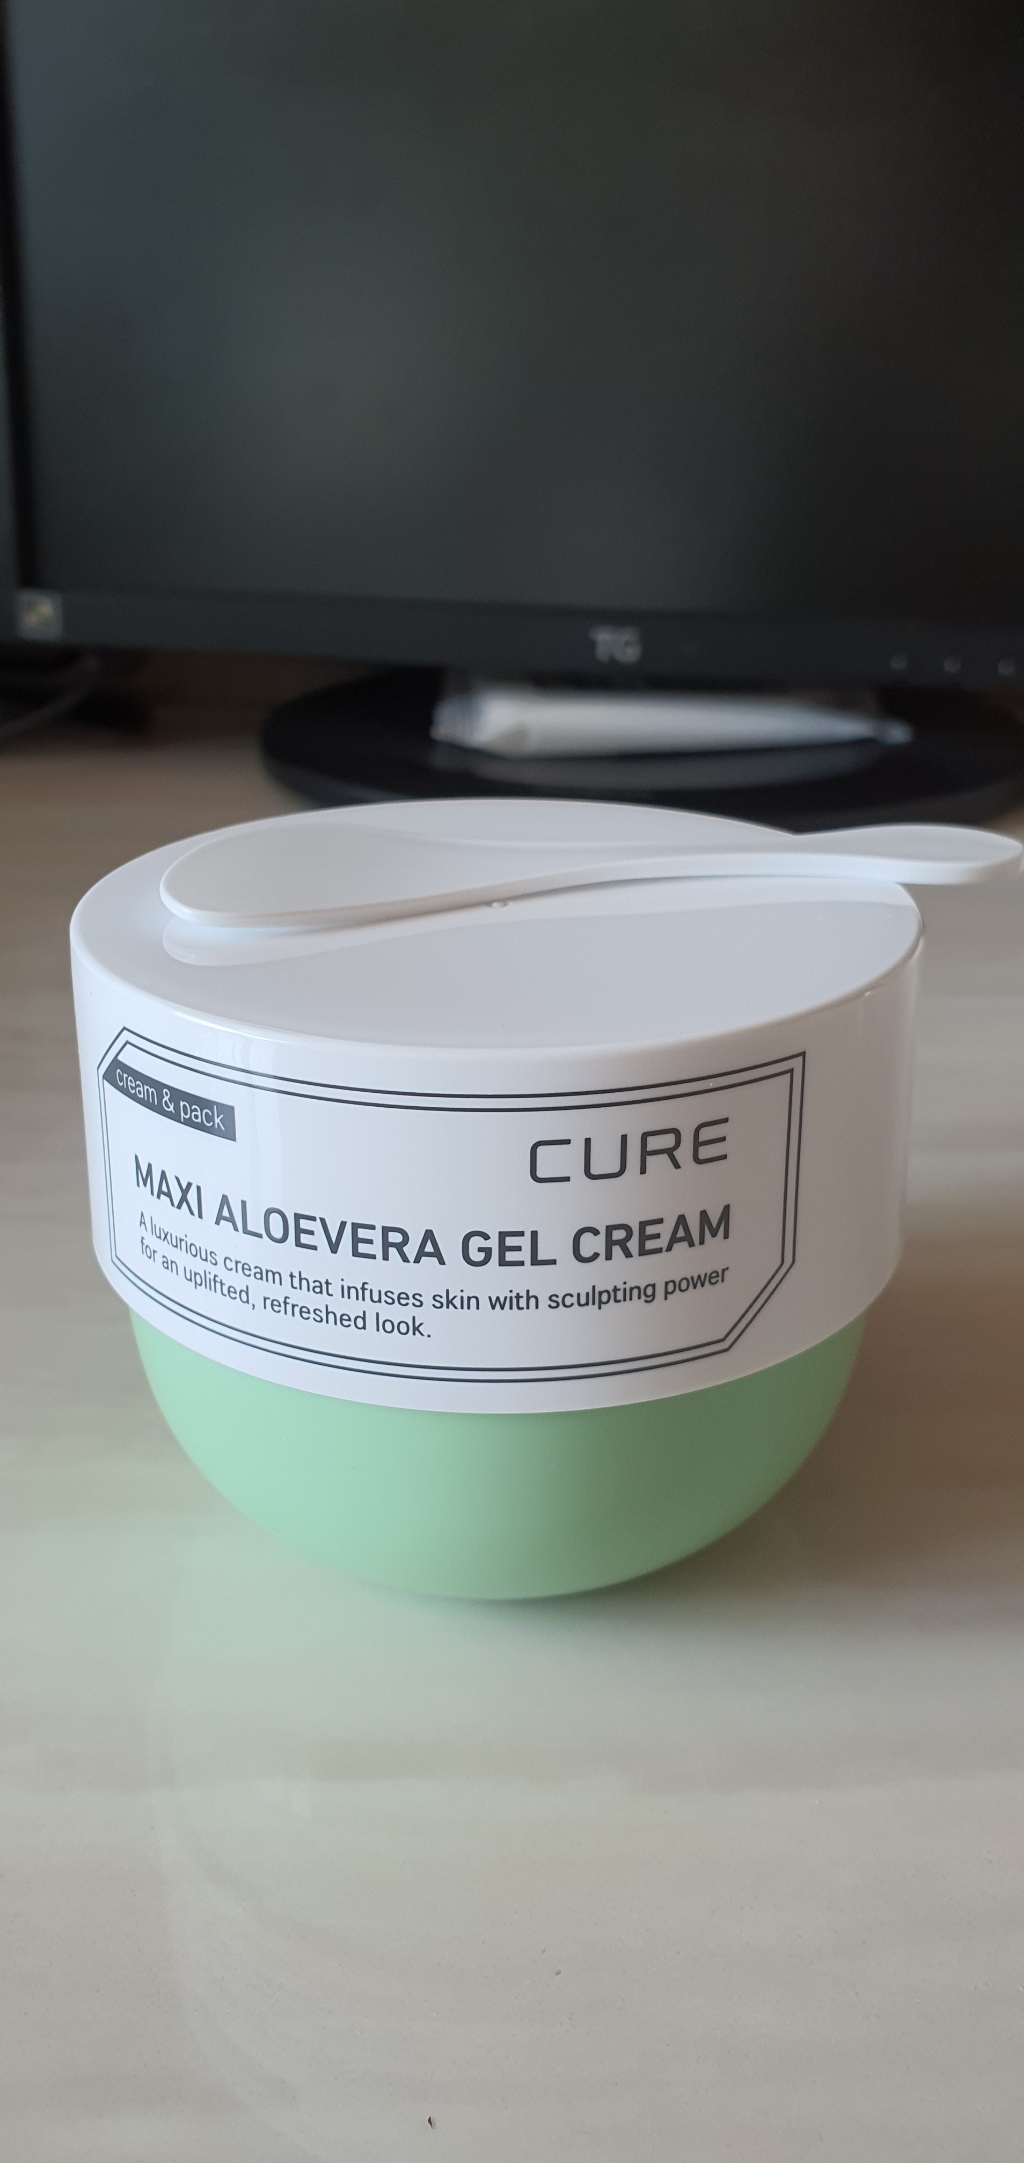 TG
cream & pack
CURE
MAXI ALOEVERA GEL CREAM
A luxurious cream that infuses skin with sculpting power
for an uplifted, refreshed look.